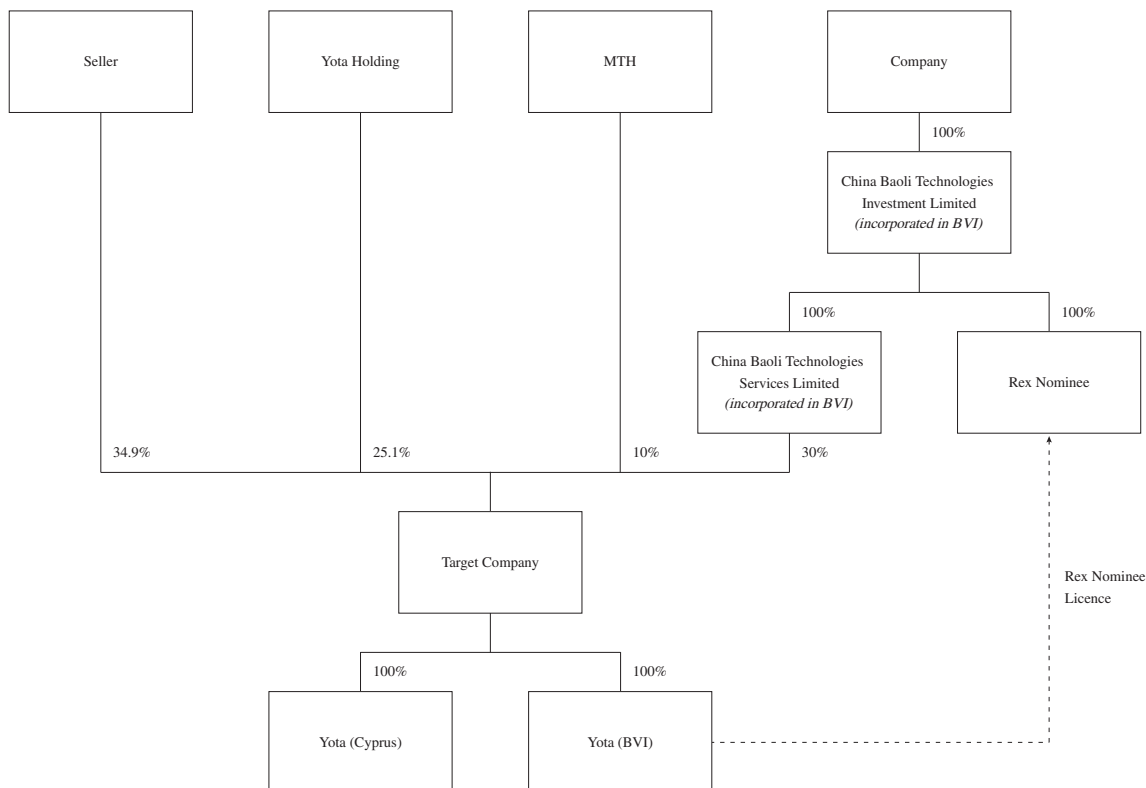 Seller
Yota Holding
MTH
Company
100%
China Baoli Technologies
Investment Limited
(incorporated in BVI)
100%
100%
China Baoli Technologies
Services Limited
(incorporated in BVI)
Rex Nominee
34.9%
25.1%
10%
30%
Target Company
Rex Nominee
Licence
100%
100%
Yota (Cyprus)
Yota (BVI)